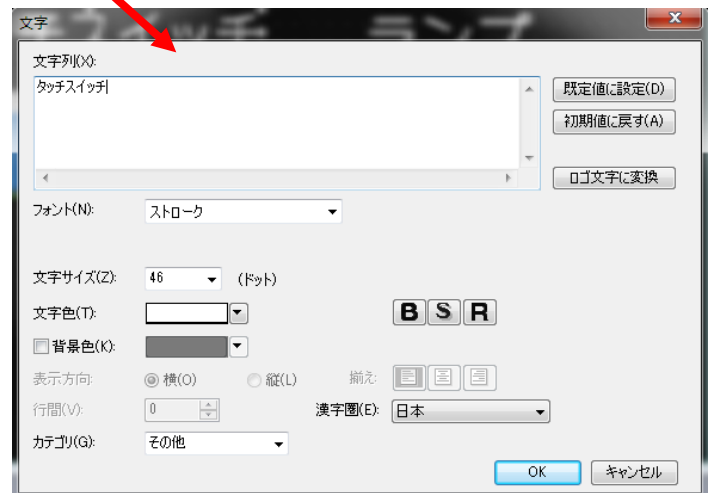 文字
文字列(X):
タッチスイッチ
既定値に設定(D)
初期値に戻す(A)
ロゴ文字に変換
フォント(N): ストローク
文字サイズ(Z): 46 (ドット)
文字色(T): B S R
背景色(K):
表示方向: 横(O) 縦(L) 揃え:
行間(V): 0 漢字圏(E): 日本
カテゴリ(G): その他
OK キャンセル